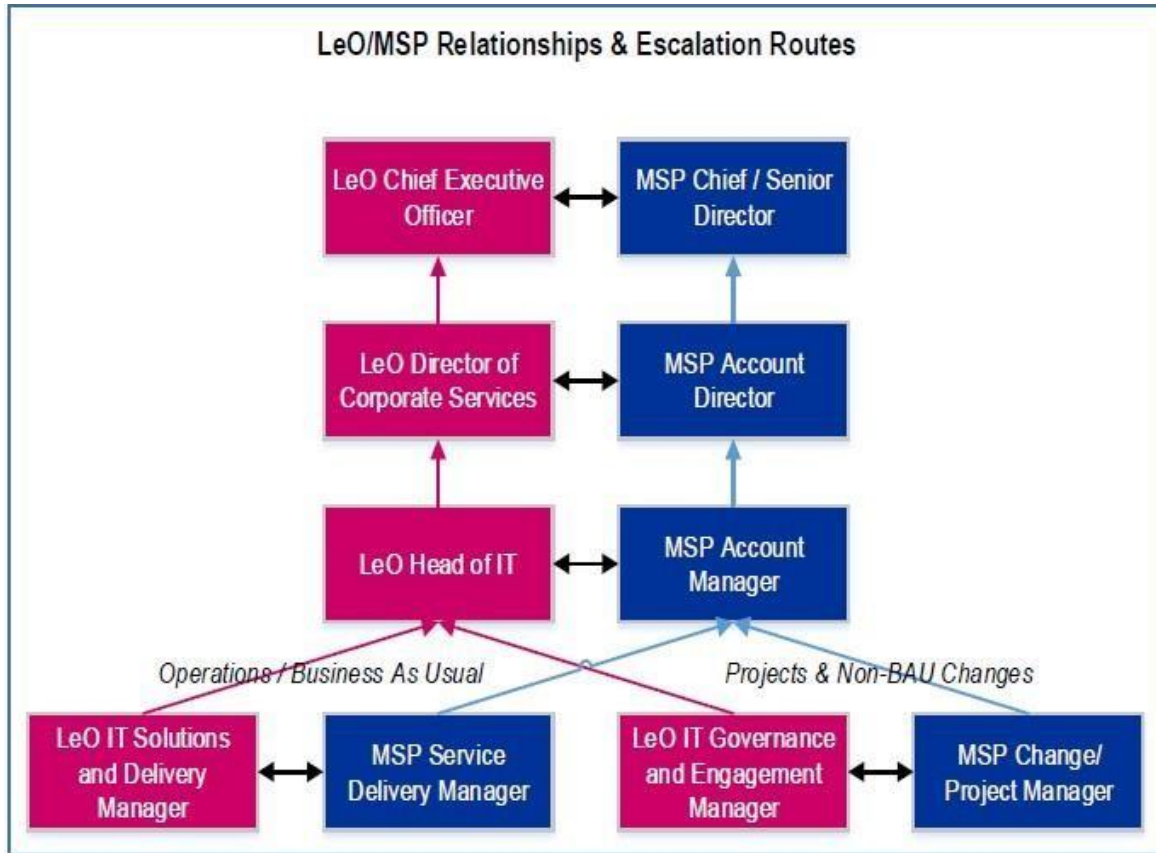 LeO/MSP Relationships & Escalation Routes
LeO Chief Executive
Officer
MSP Chief / Senior
Director
LeO Director of
Corporate Services
MSP Account
Director
LeO Head of IT
MSP Account
Manager
Operations / Business As Usual
Projects & Non-BAU Changes
LeO IT Solutions
and Delivery
Manager
MSP Service
Delivery Manager
LeO IT Governance
and Engagement
Manager
MSP Change/
Project Manager